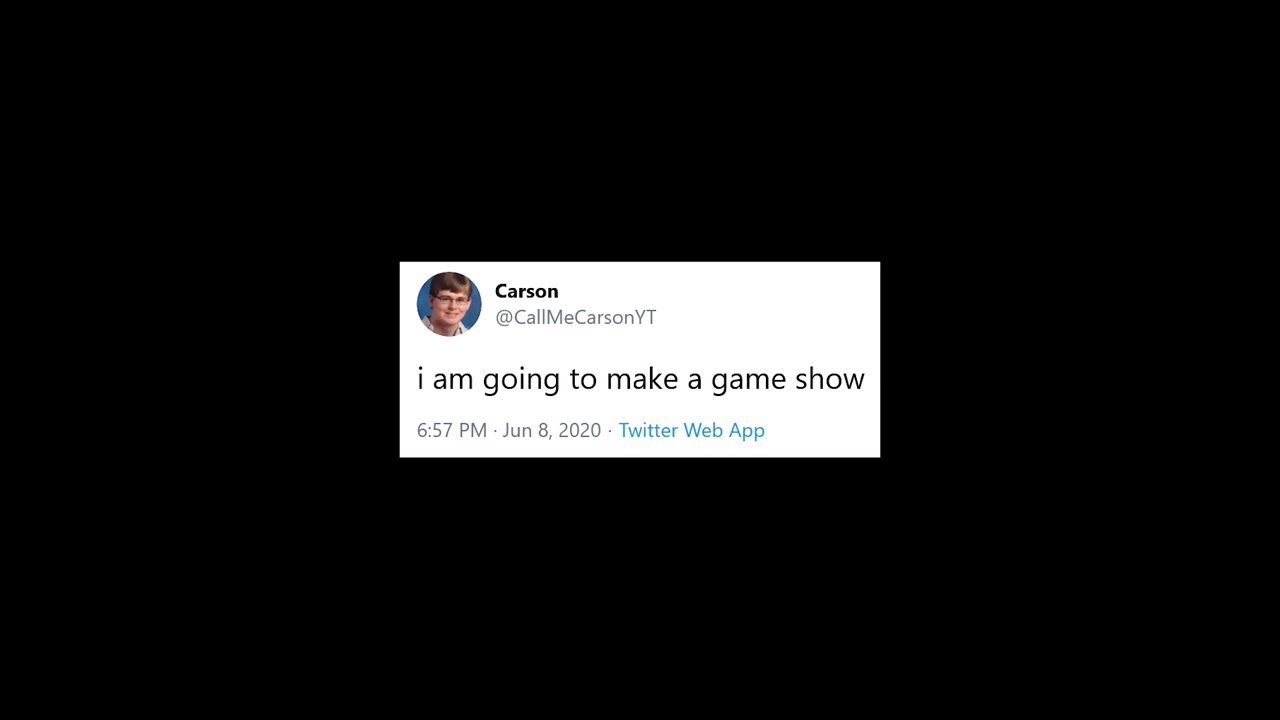 Carson
@CallMeCarsonYT
i am going to make a game show
6:57 PM · Jun 8, 2020 · Twitter Web App